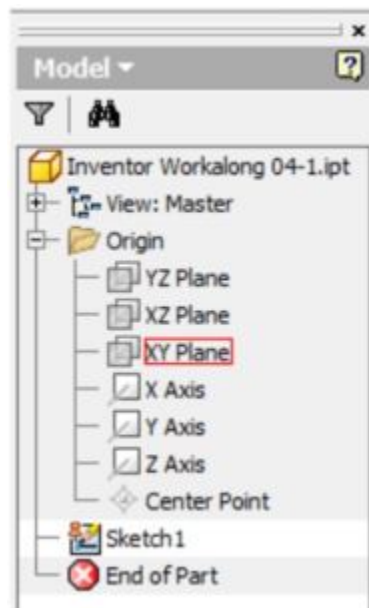 Model
Inventor Workalong 04-1.ipt
View: Master
Origin
YZ Plane
XZ Plane
XY Plane
X Axis
Y Axis
Z Axis
Center Point
Sketch1
End of Part